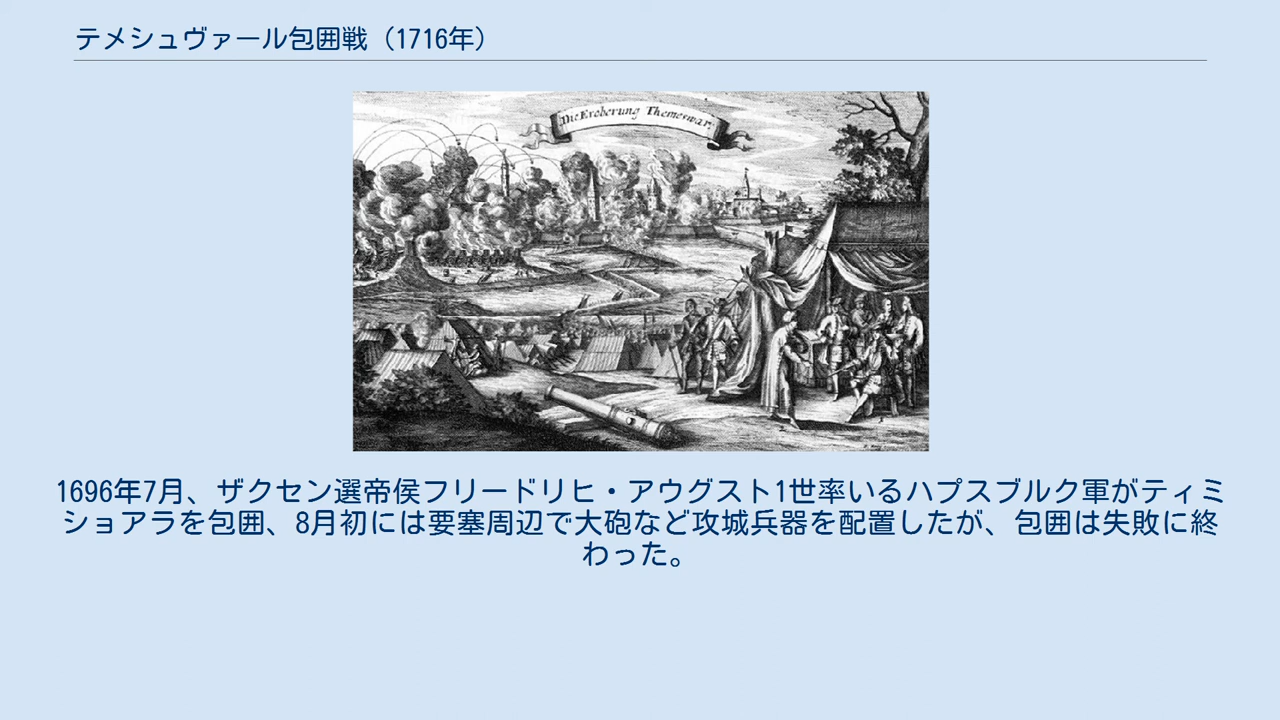 テメシュヴァール包囲戦（1716年）
Die Eroberung Themeswar
1696年7月、ザクセン選帝侯フリードリヒ・アウグスト1世率いるハプスブルク軍がティミ
ショアラを包囲、8月初には要塞周辺で大砲など攻城兵器を配置したが、包囲は失敗に終
わった。